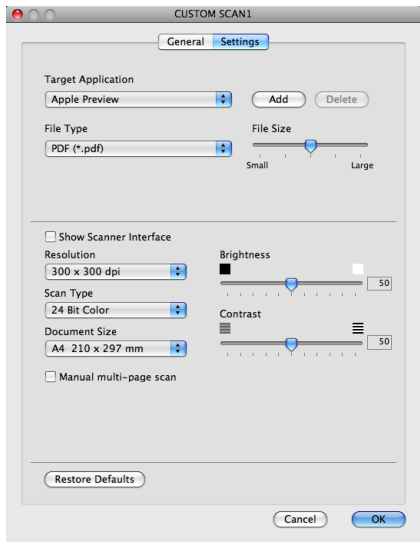 CUSTOM SCAN1
General Settings
Target Application
Apple Preview Add Delete
File Type File Size
PDF (*.pdf)
Small Large
Show Scanner Interface
Resolution Brightness
300 x 300 dpi 50
Scan Type
24 Bit Color Contrast
Document Size 50
A4 210 x 297 mm
Manual multi-page scan
Restore Defaults
Cancel OK